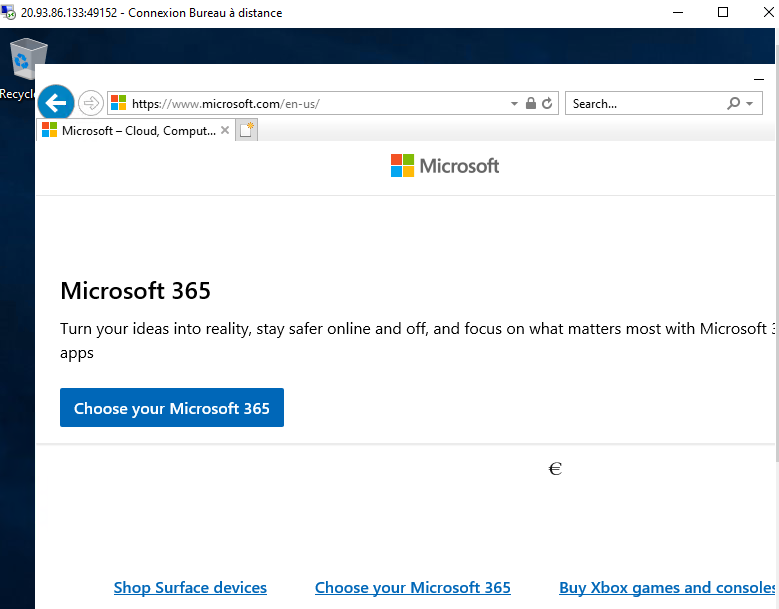 20.93.86.133:49152 - Connexion Bureau à distance
Recycle
https://www.microsoft.com/en-us/
Search...
Microsoft – Cloud, Comput...
Microsoft
Microsoft 365
Turn your ideas into reality, stay safer online and off, and focus on what matters most with Microsoft 3
apps
Choose your Microsoft 365
€
Shop Surface devices
Choose your Microsoft 365
Buy Xbox games and consoles